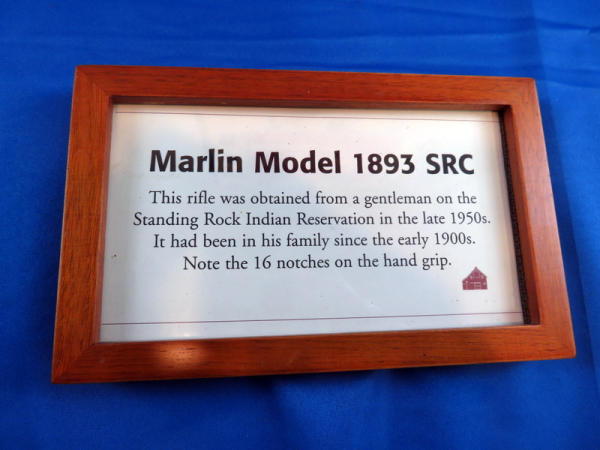 Marlin Model 1893 SRC
This rifle was obtained from a gentleman on the
Standing Rock Indian Reservation in the late 1950s.
It had been in his family since the early 1900s.
Note the 16 notches on the hand grip.